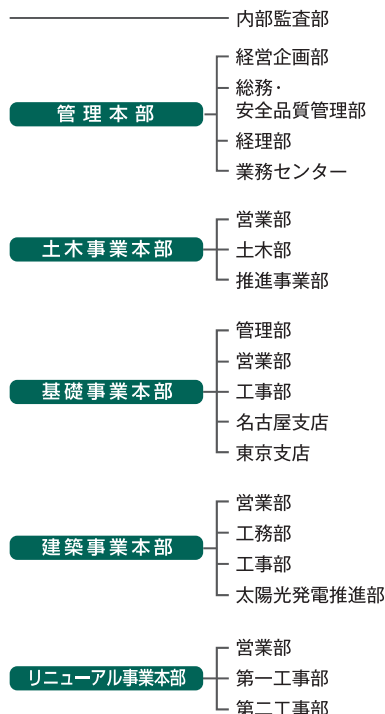 内部監査部
管理本部
経営企画部
総務・
安全品質管理部
経理部
業務センター
土木事業本部
営業部
土木部
推進事業部
基礎事業本部
管理部
営業部
工事部
名古屋支店
東京支店
建築事業本部
営業部
工務部
工事部
太陽光発電推進部
リニューアル事業本部
営業部
第一工事部
第二工事部